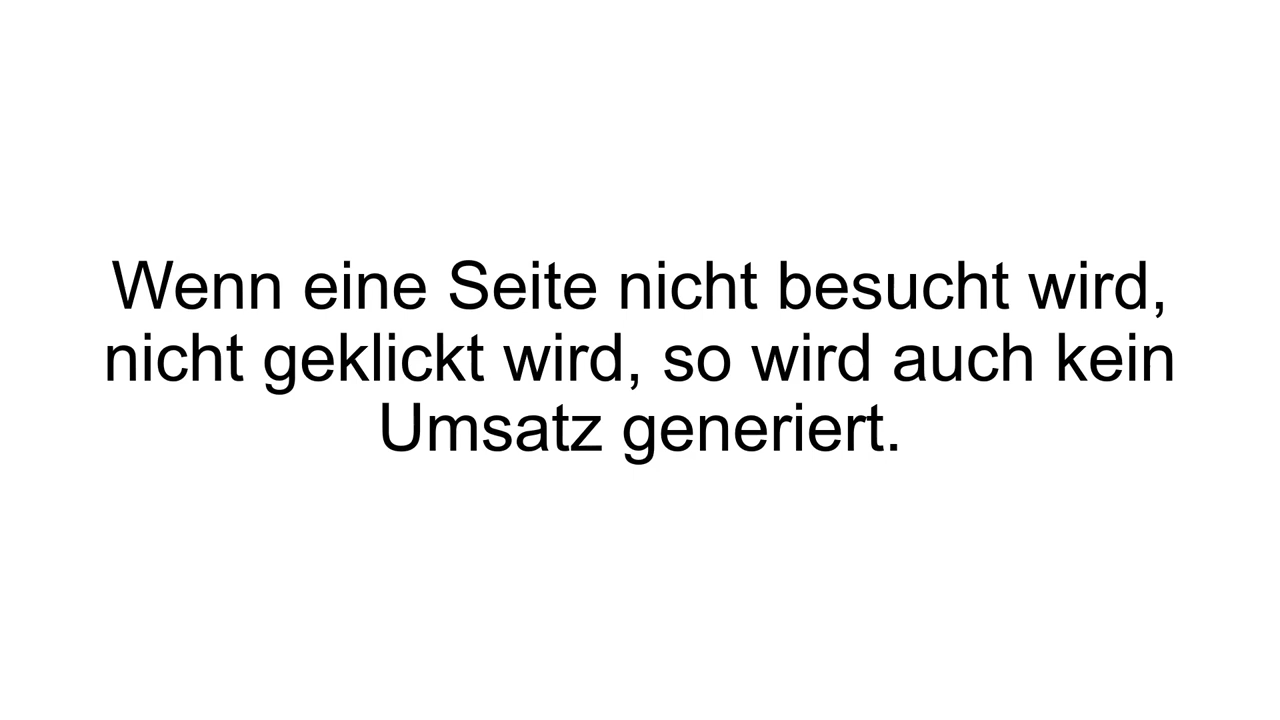 Wenn eine Seite nicht besucht wird,
nicht geklickt wird, so wird auch kein
Umsatz generiert.